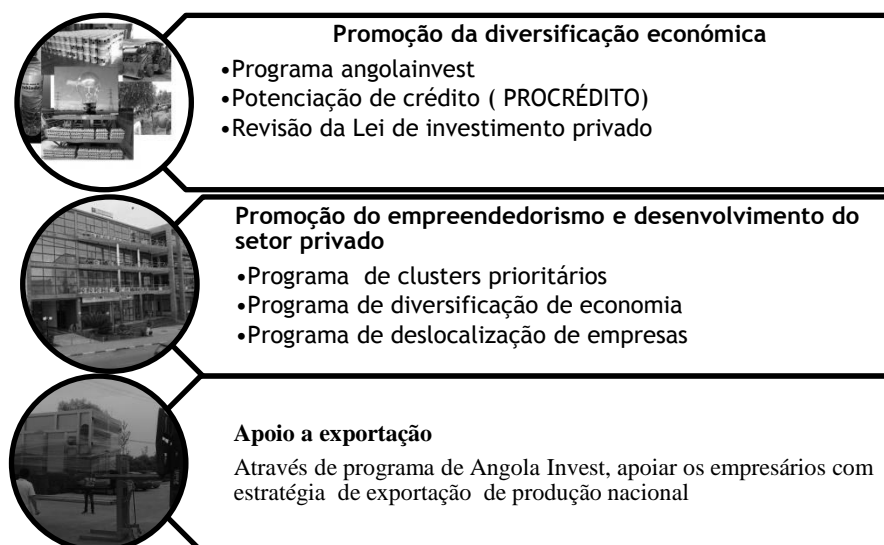 Promoção da diversificação económica
•Programa angolainvest
•Potenciação de crédito ( PROCRÉDITO)
•Revisão da Lei de investimento privado
Promoção do empreendedorismo e desenvolvimento do
setor privado
•Programa de clusters prioritários
•Programa de diversificação de economia
•Programa de deslocalização de empresas
Apoio a exportação
Através de programa de Angola Invest, apoiar os empresários com
estratégia de exportação de produção nacional